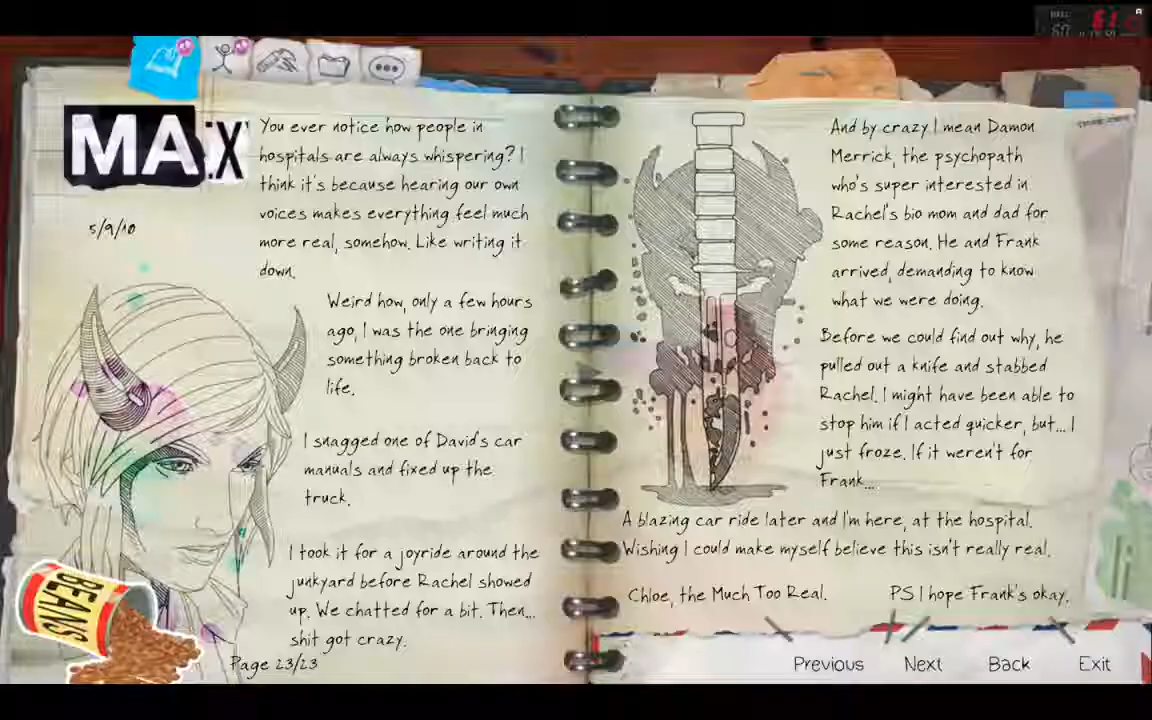 MAX
5/9/10
You ever notice how people in
hospitals are always whispering? I
think it's because hearing our own
voices makes everything feel much
more real, somehow. Like writing it
down.
Weird how, only a few hours
ago, I was the one bringing
something broken back to
life.
I snagged one of David's car
manuals and fixed up the
truck.
I took it for a joyride around the
junkyard before Rachel showed
up. We chatted for a bit. Then...
shit got crazy.
BEANS
Page 23/23
And by crazy I mean Damon
Merrick, the psychopath
who's super interested in
Rachel's bio mom and dad for
some reason. He and Frank
arrived, demanding to know
what we were doing.
Before we could find out why, he
pulled out a knife and stabbed
Rachel. I might have been able to
stop him if I acted quicker, but... I
just froze. If it weren't for
Frank....
A blazing car ride later and I'm here, at the hospital.
Wishing I could make myself believe this isn't really real.
Chloe, the Much Too Real.
PS I hope Frank's okay.
Previous Next Back Exit